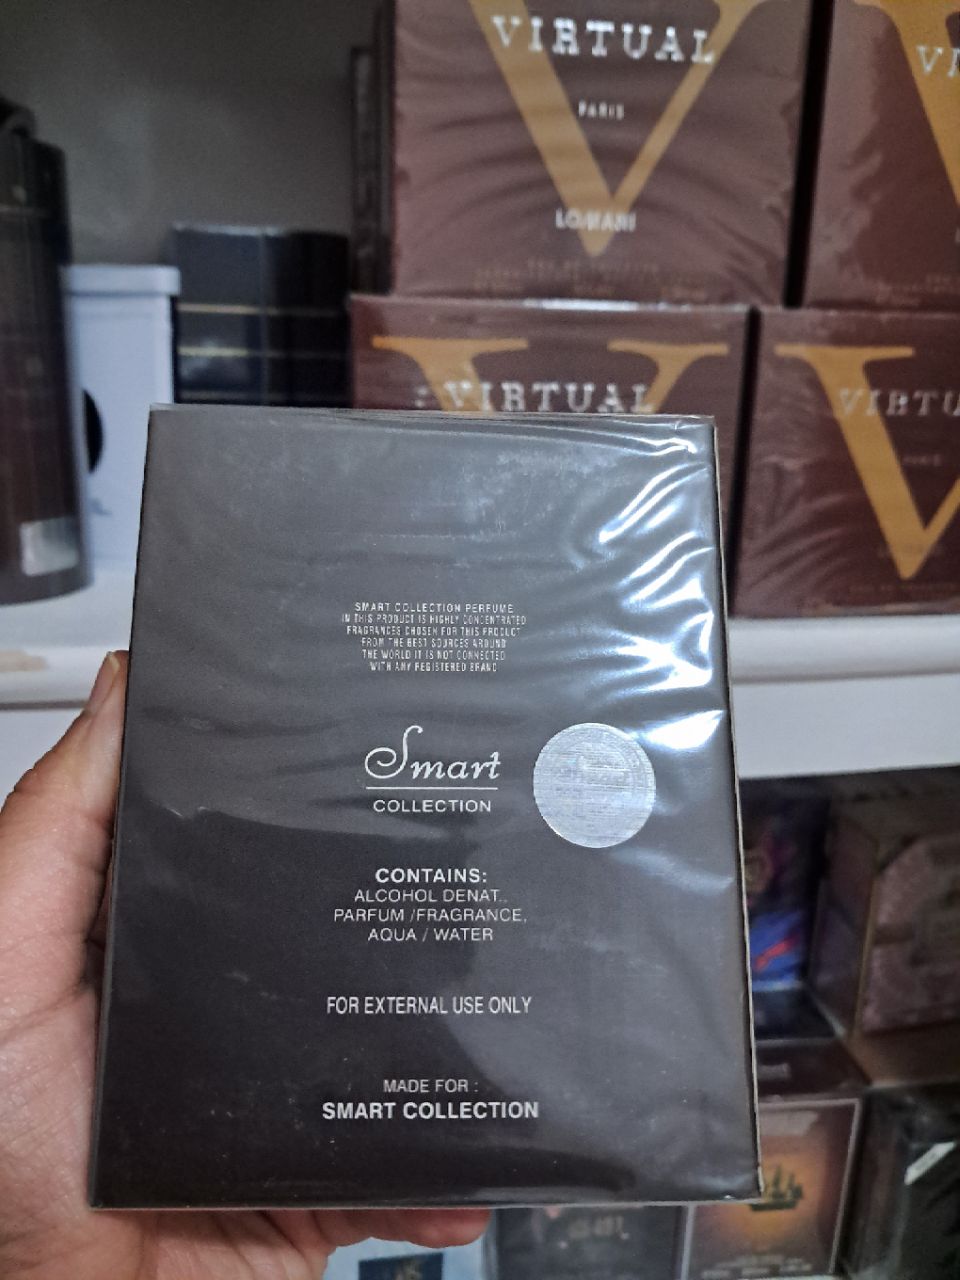 VIRTUAL
PARIS
LOMANI
VIRTUAL
VIRTU
PARIS
SMART COLLECTION PERFUME
IN THIS PRODUCT IS HIGHLY CONCENTRATED
FRAGRANCES CHOSEN FOR THIS PRODUCT
FROM THE BEST SOURCES AROUND
THE WORLD IT IS NOT CONNECTED
WITH ANY REGISTERED BRAND
Smart
COLLECTION
CONTAINS:
ALCOHOL DENAT.,
PARFUM /FRAGRANCE,
AQUA / WATER
FOR EXTERNAL USE ONLY
MADE FOR :
SMART COLLECTION